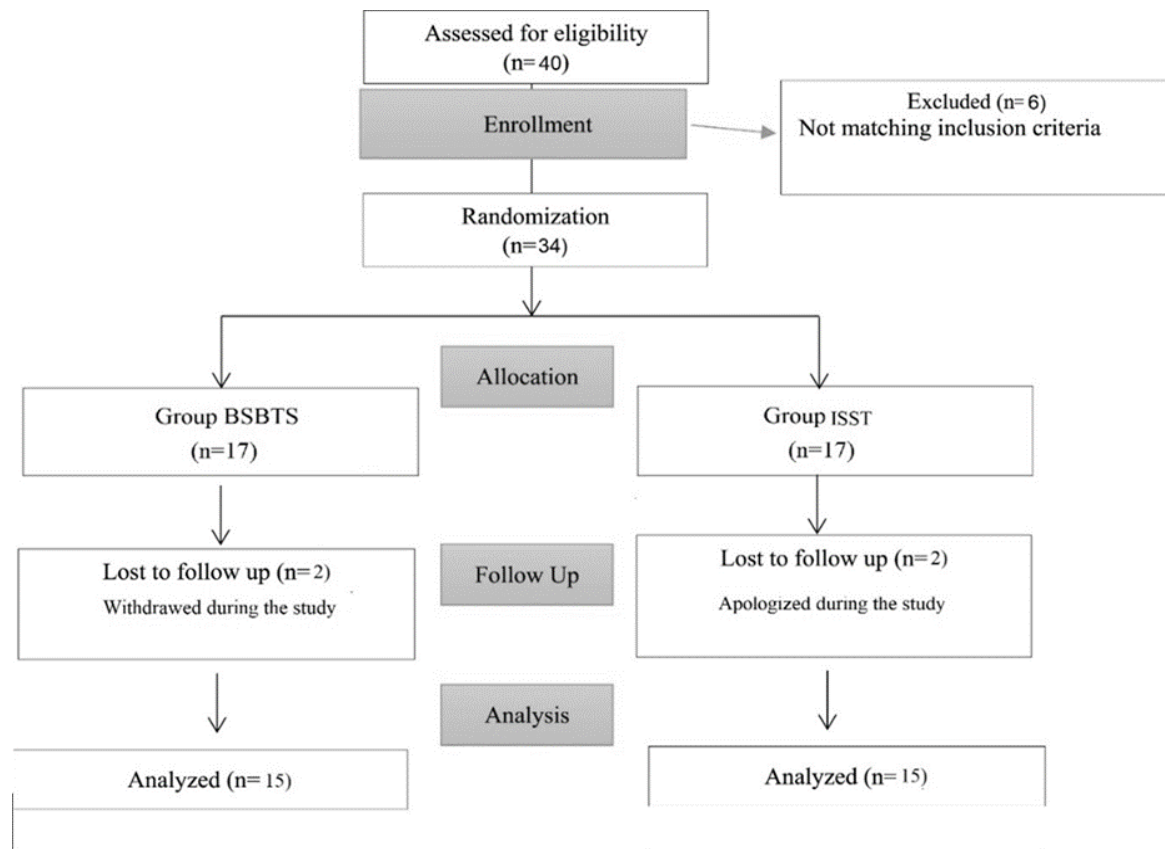 Assessed for eligibility
(n=40)
Enrollment
Excluded (n=6)
Not matching inclusion criteria
Randomization
(n=34)
Allocation
Group BSBTS
(n=17)
Group ISST
(n=17)
Lost to follow up (n=2)
Withdrawed during the study
Follow Up
Lost to follow up (n=2)
Apologized during the study
Analysis
Analyzed (n=15)
Analyzed (n=15)